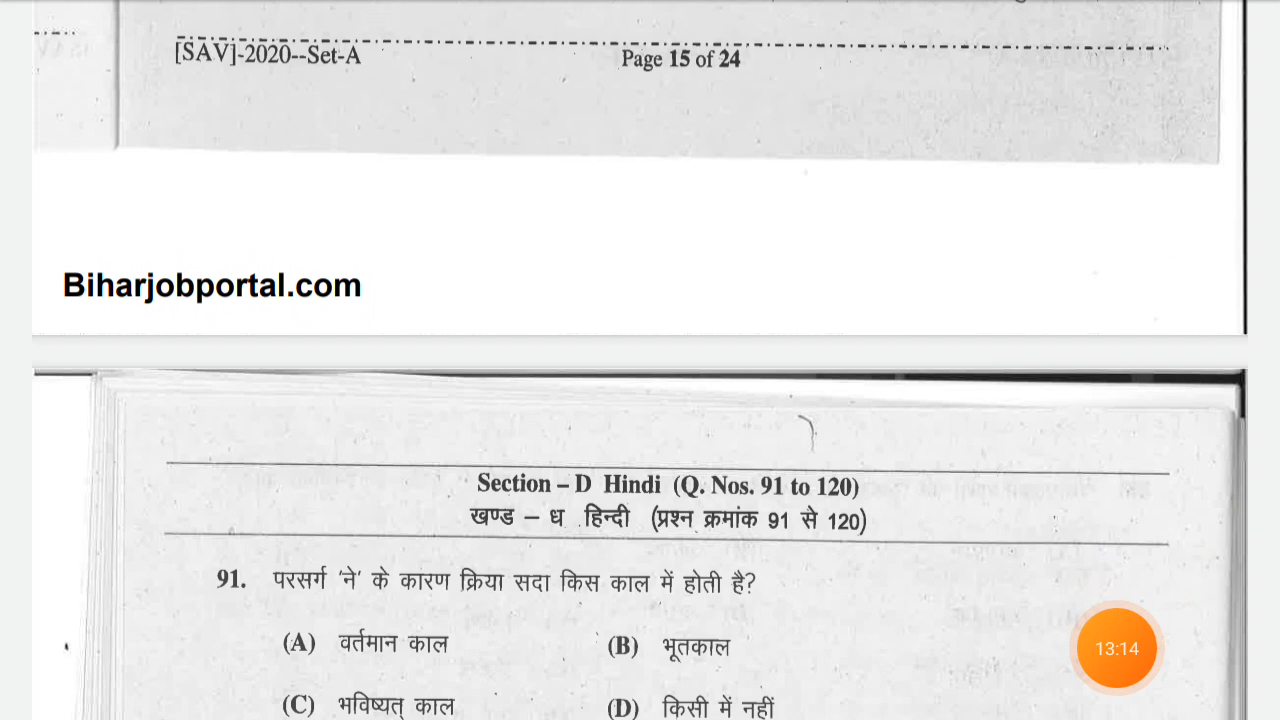 [SAV]-2020--Set-A Page 15 of 24
Biharjobportal.com
Section – D Hindi (Q. Nos. 91 to 120)
खण्ड – ध हिन्दी (प्रश्न क्रमांक 91 से 120)
91. परसर्ग 'ने' के कारण क्रिया सदा किस काल में होती है?
(A) वर्तमान काल (B) भूतकाल
13:14
(C) भविष्यत् काल (D) किसी में नहीं